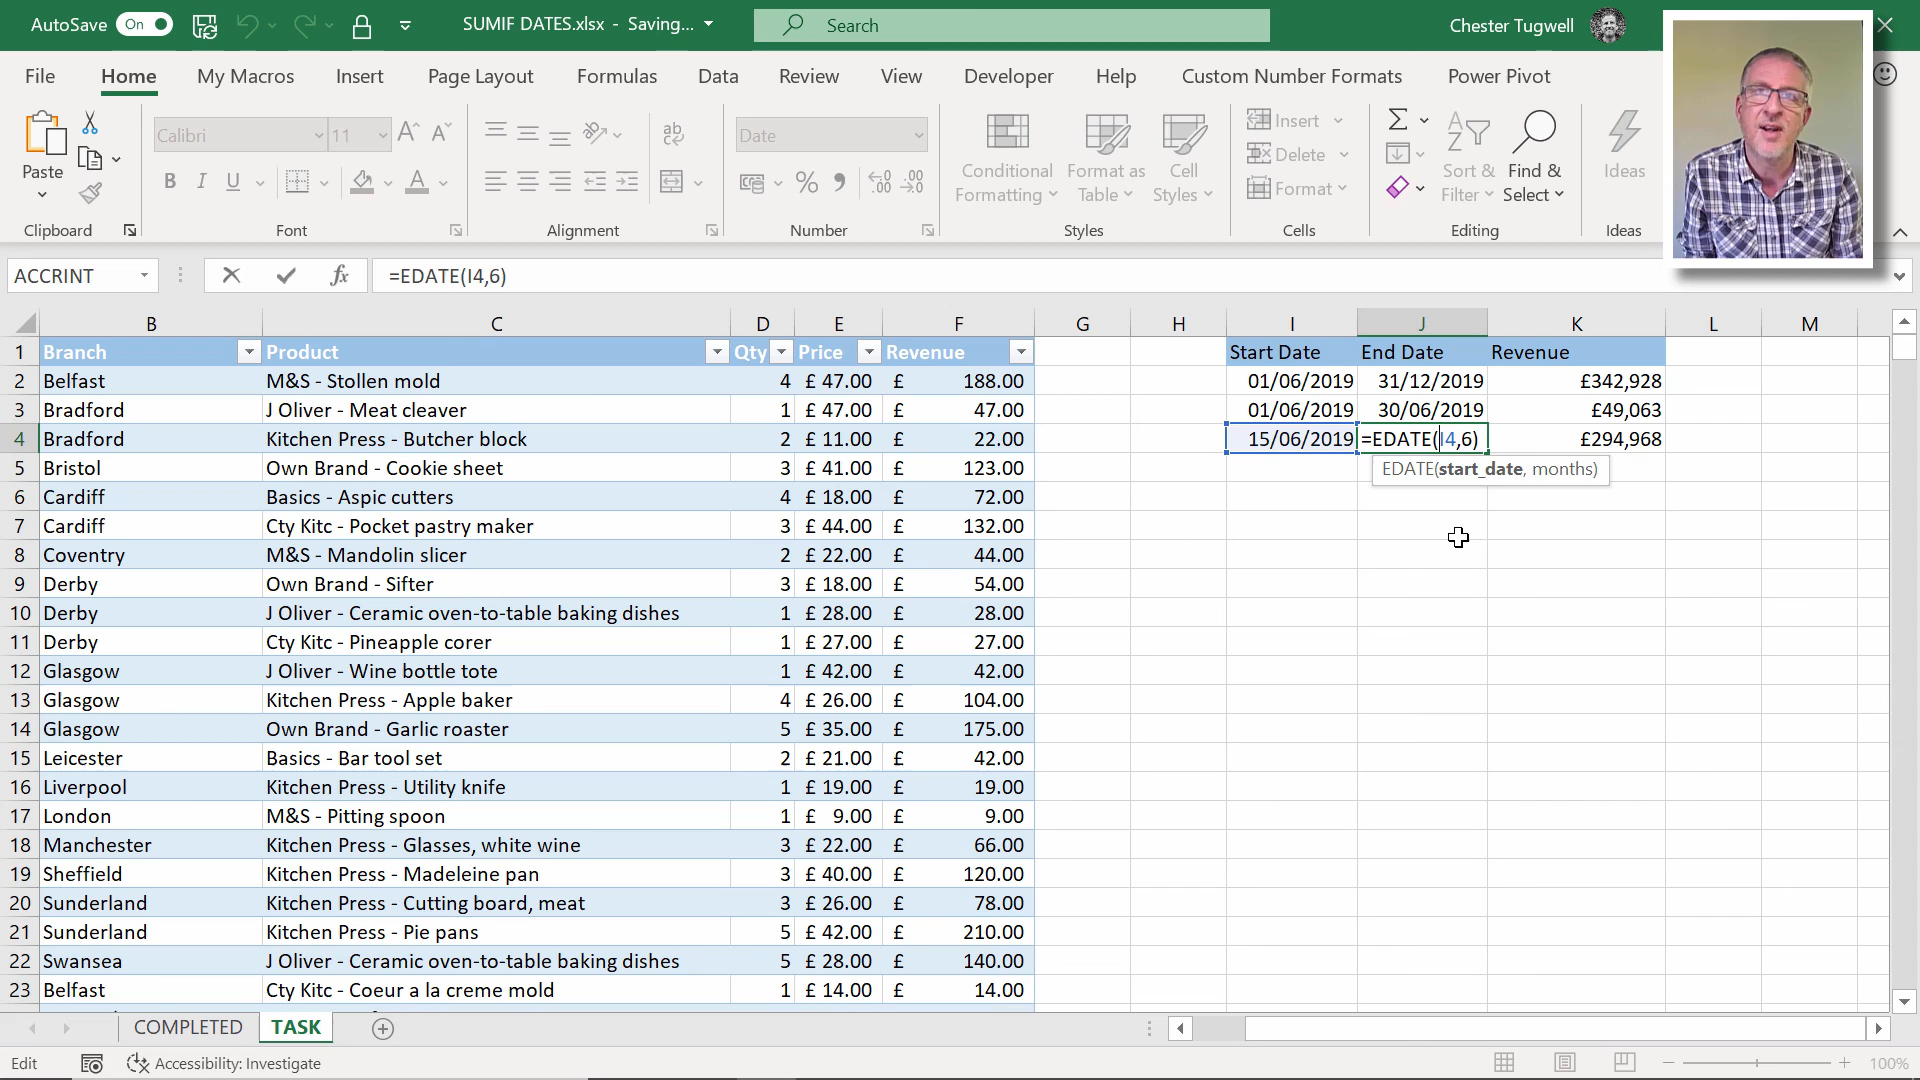 AutoSave On SUMIF DATES.xlsx - Saving... Search Chester Tugwell
File Home My Macros Insert Page Layout Formulas Data Review View Developer Help Custom Number Formats Power Pivot
Paste Calibri 11 ab Date Conditional Formatting Format as Table Cell Styles Insert Delete Format Sort & Filter Find & Select Ideas
Clipboard Font Alignment Number Styles Cells Editing Ideas
ACCRINT fx =EDATE(I4,6)
B C D E F G H I J K L M
1 Branch Product Qty Price Revenue Start Date End Date Revenue
2 Belfast M&S - Stollen mold 4 £ 47.00 £ 188.00 01/06/2019 31/12/2019 £342,928
3 Bradford J Oliver - Meat cleaver 1 £ 47.00 £ 47.00 01/06/2019 30/06/2019 £49,063
4 Bradford Kitchen Press - Butcher block 2 £ 11.00 £ 22.00 15/06/2019 =EDATE(I4,6) £294,968
EDATE(start_date, months)
5 Bristol Own Brand - Cookie sheet 3 £ 41.00 £ 123.00
6 Cardiff Basics - Aspic cutters 4 £ 18.00 £ 72.00
7 Cardiff Cty Kitc - Pocket pastry maker 3 £ 44.00 £ 132.00
8 Coventry M&S - Mandolin slicer 2 £ 22.00 £ 44.00
9 Derby Own Brand - Sifter 3 £ 18.00 £ 54.00
10 Derby J Oliver - Ceramic oven-to-table baking dishes 1 £ 28.00 £ 28.00
11 Derby Cty Kitc - Pineapple corer 1 £ 27.00 £ 27.00
12 Glasgow J Oliver - Wine bottle tote 1 £ 42.00 £ 42.00
13 Glasgow Kitchen Press - Apple baker 4 £ 26.00 £ 104.00
14 Glasgow Own Brand - Garlic roaster 5 £ 35.00 £ 175.00
15 Leicester Basics - Bar tool set 2 £ 21.00 £ 42.00
16 Liverpool Kitchen Press - Utility knife 1 £ 19.00 £ 19.00
17 London M&S - Pitting spoon 1 £ 9.00 £ 9.00
18 Manchester Kitchen Press - Glasses, white wine 3 £ 22.00 £ 66.00
19 Sheffield Kitchen Press - Madeleine pan 3 £ 40.00 £ 120.00
20 Sunderland Kitchen Press - Cutting board, meat 3 £ 26.00 £ 78.00
21 Sunderland Kitchen Press - Pie pans 5 £ 42.00 £ 210.00
22 Swansea J Oliver - Ceramic oven-to-table baking dishes 5 £ 28.00 £ 140.00
23 Belfast Cty Kitc - Coeur a la creme mold 1 £ 14.00 £ 14.00
COMPLETED TASK
Edit Accessibility: Investigate 100%